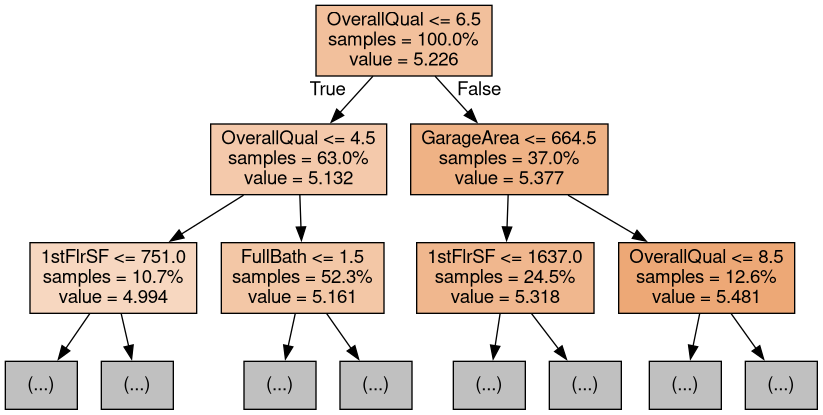 OverallQual <= 6.5
samples = 100.0%
value = 5.226
True
False
OverallQual <= 4.5
samples = 63.0%
value = 5.132
GarageArea <= 664.5
samples = 37.0%
value = 5.377
1stFlrSF <= 751.0
samples = 10.7%
value = 4.994
FullBath <= 1.5
samples = 52.3%
value = 5.161
1stFlrSF <= 1637.0
samples = 24.5%
value = 5.318
OverallQual <= 8.5
samples = 12.6%
value = 5.481
(...)
(...)
(...)
(...)
(...)
(...)
(...)
(...)